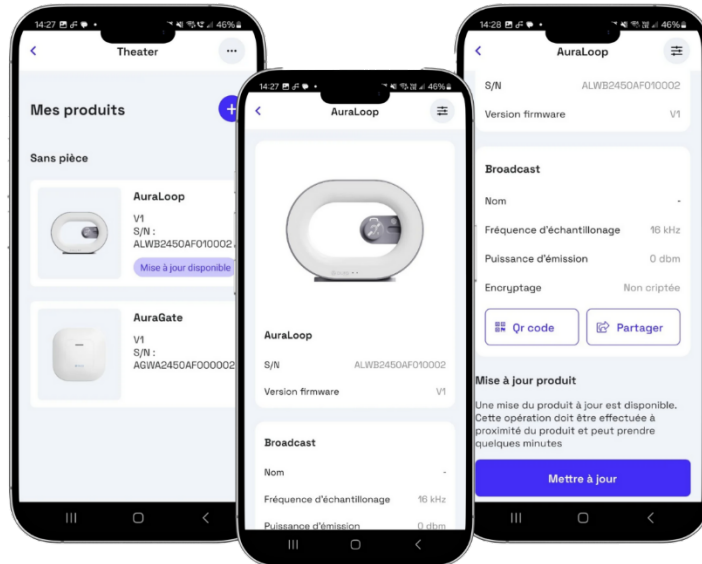 14:27
46%
Theater
Mes produits
Sans pièce
AuraLoop
V1
S/N :
ALWB2450AF010002
Mise à jour disponible
AuraGate
V1
S/N :
AGWA2450AF000002
14:27
46%
AuraLoop
AuraLoop
S/N ALWB2450AF010002
Version firmware V1
Broadcast
Nom -
Fréquence d'échantillonage 16 kHz
Puissance d'émission 0 dbm
14:28
46%
AuraLoop
S/N ALWB2450AF010002
Version firmware V1
Broadcast
Nom -
Fréquence d'échantillonage 16 kHz
Puissance d'émission 0 dbm
Encryptage Non criptée
Qr code Partager
Mise à jour produit
Une mise du produit à jour est disponible.
Cette opération doit être effectuée à
proximité du produit et peut prendre
quelques minutes
Mettre à jour